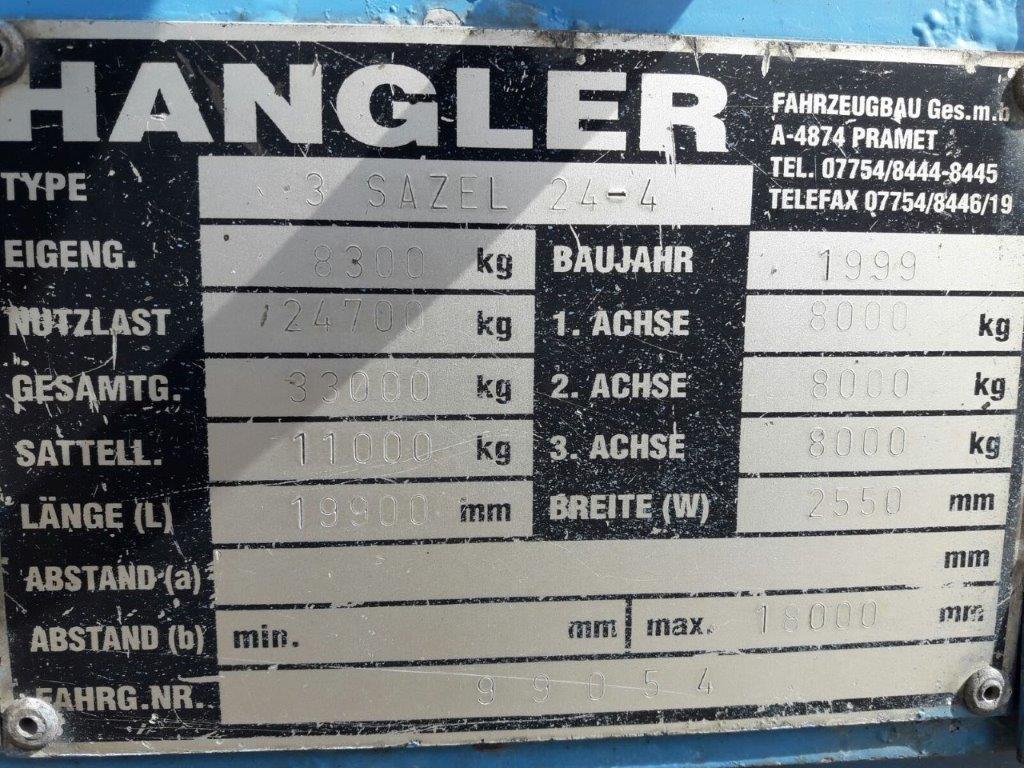 HANGLER
FAHRZEUGBAU Ges.m.b
A-4874 PRAMET
TEL. 07754/8444-8445
TELEFAX 07754/8446/19
TYPE 3 SAZEL 24-4
EIGENG. 8300 kg BAUJAHR 1999
NUTZLAST 24700 kg 1. ACHSE 8000 kg
GESAMTG. 33000 kg 2. ACHSE 8000 kg
SATTELL. 11000 kg 3. ACHSE 8000 kg
LÄNGE (L) 19900 mm BREITE (W) 2550 mm
ABSTAND (a) mm
ABSTAND (b) min. mm max. 18000 mm
FAHRG.NR. 99054